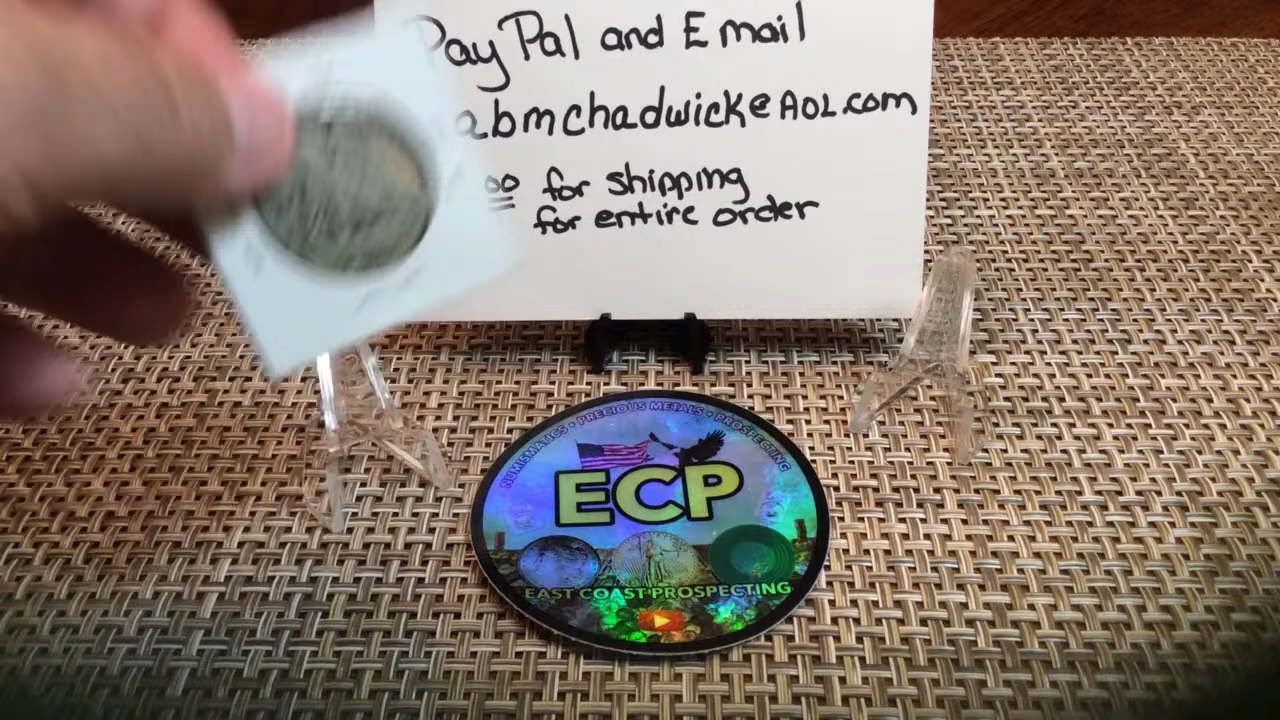 PayPal and Email
abmchadwick@AOL.com
00 for shipping
for entire order
NUMISMATICS • PRECIOUS METALS • PROSPECTING
ECP
EAST COAST PROSPECTING